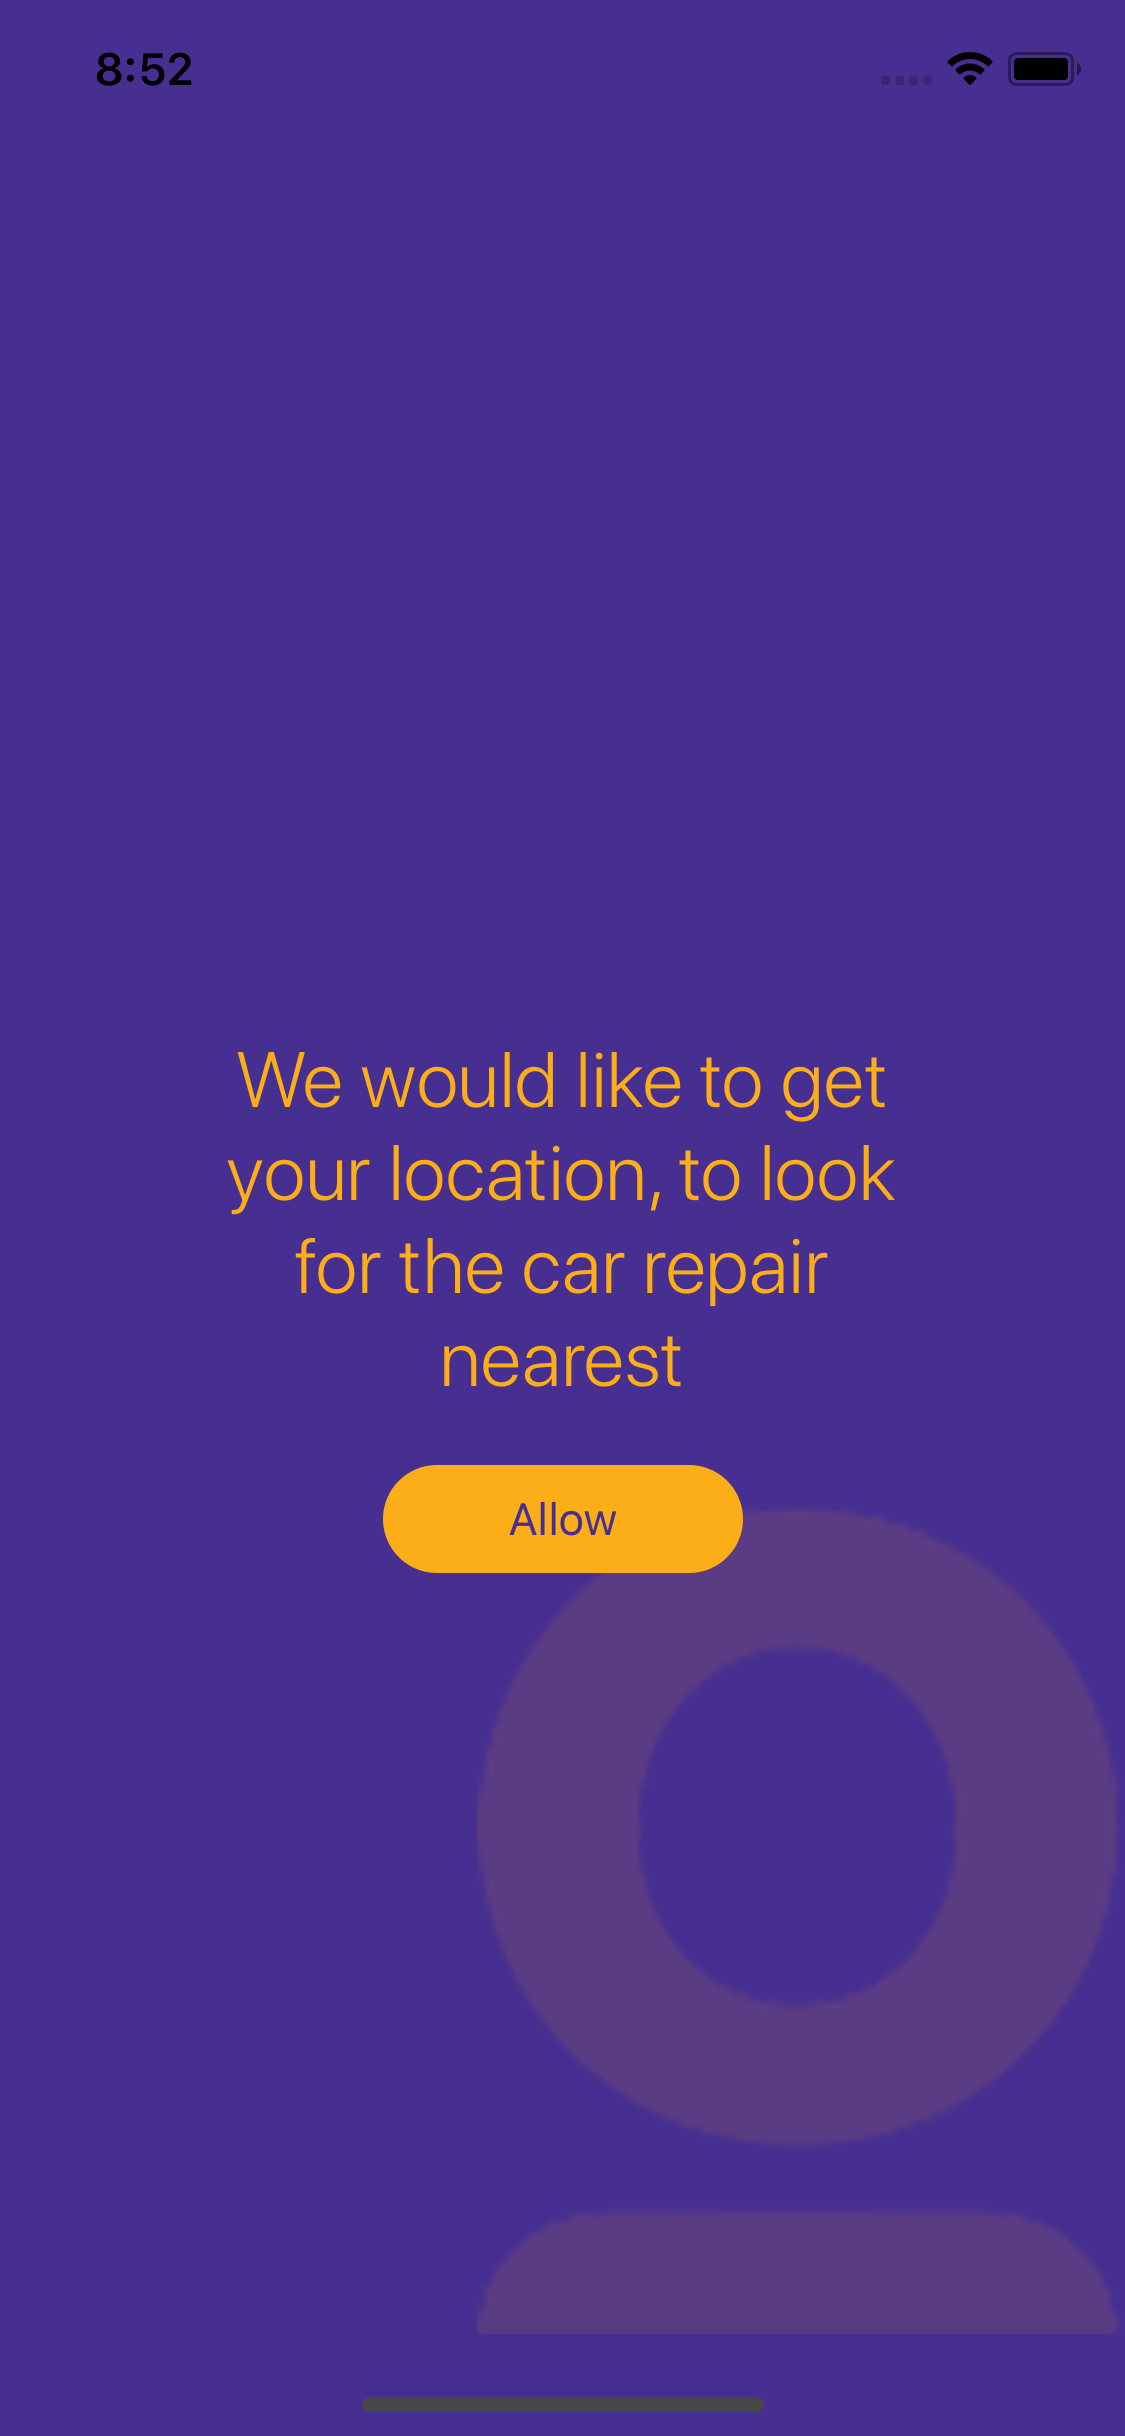 8:52
We would like to get
your location, to look
for the car repair
nearest
Allow